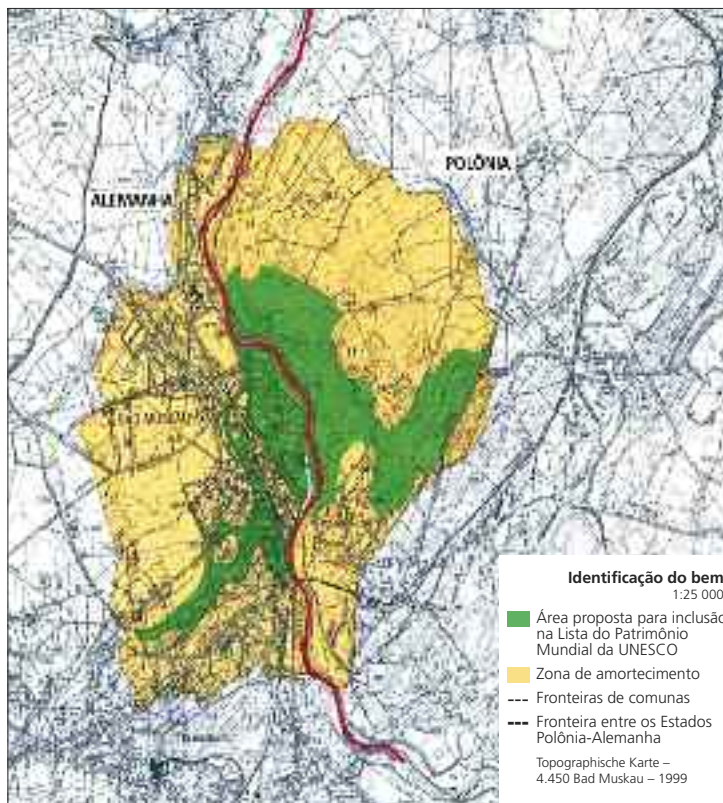 POLÔNIA
ALEMANHA
Identificação do bem
1:25 000
Área proposta para inclusão
na Lista do Patrimônio
Mundial da UNESCO
Zona de amortecimento
Fronteiras de comunas
Fronteira entre os Estados
Polônia-Alemanha
Topographische Karte –
4.450 Bad Muskau – 1999